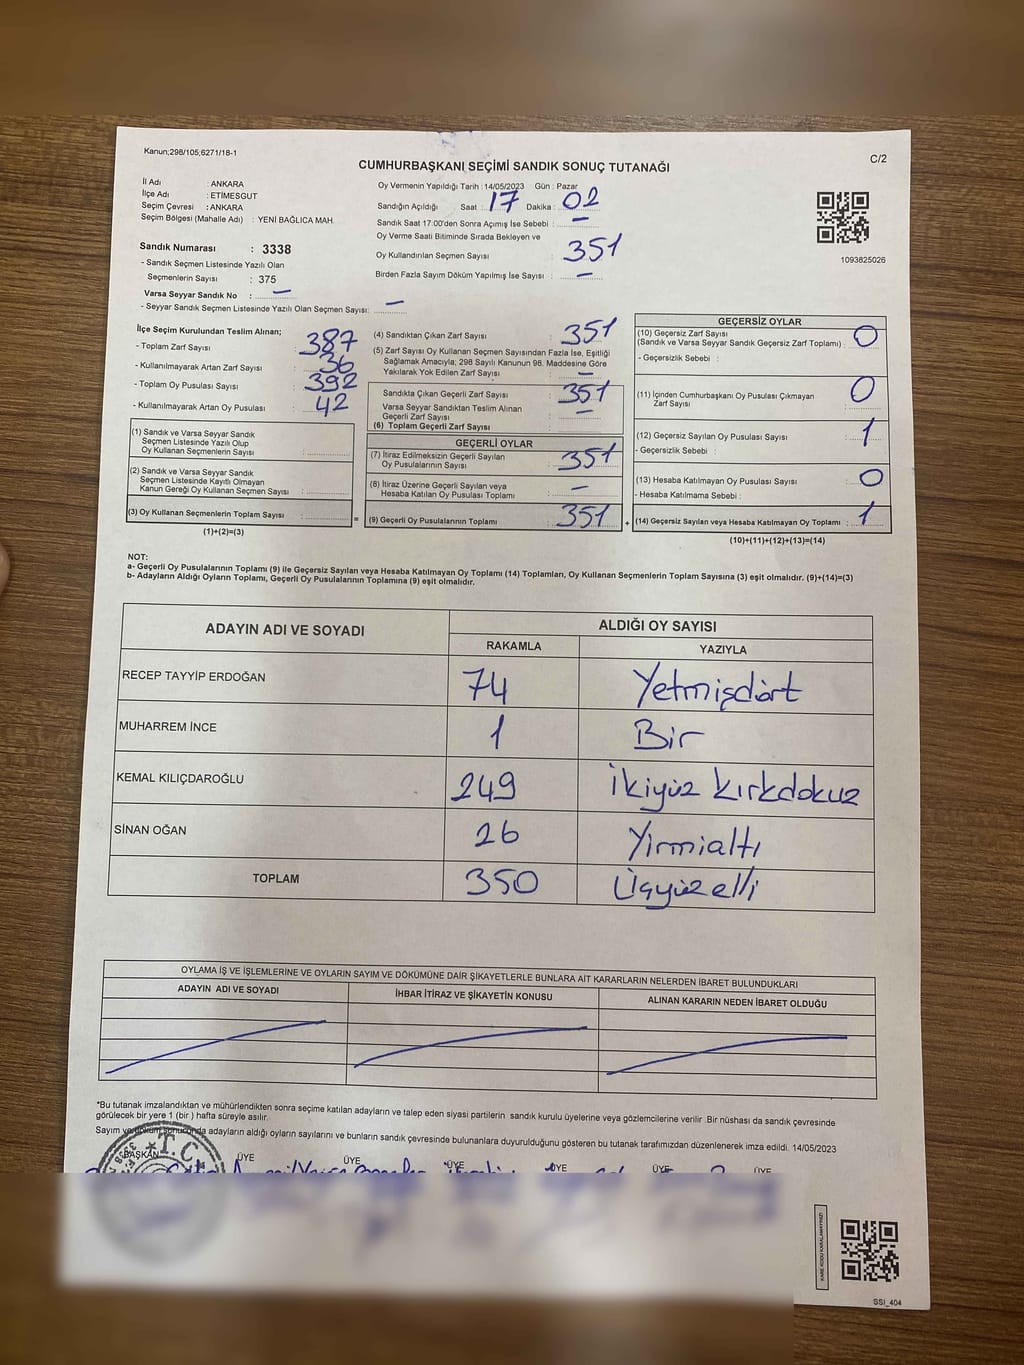 Kanun;298/105;6271/18-1
C/2
CUMHURBAŞKANI SEÇİMİ SANDIK SONUÇ TUTANAĞI
İl Adı : ANKARA
İlçe Adı : ETİMESGUT
Seçim Çevresi : ANKARA
Seçim Bölgesi (Mahalle Adı) : YENİ BAĞLICA MAH.
Sandık Numarası : 3338
- Sandık Seçmen Listesinde Yazılı Olan
Seçmenlerin Sayısı : 375
Varsa Seyyar Sandık No : —
- Seyyar Sandık Seçmen Listesinde Yazılı Olan Seçmen Sayısı: —
Oy Vermenin Yapıldığı Tarih :14/05/2023 Gün : Pazar
Sandığın Açıldığı Saat : 17 Dakika : 02
Sandık Saat 17:00'den Sonra Açımış İse Sebebi : —
Oy Verme Saati Bitiminde Sırada Bekleyen ve
Oy Kullandırılan Seçmen Sayısı : 351
Birden Fazla Sayım Döküm Yapılmış İse Sayısı : —
1093825026
İlçe Seçim Kurulundan Teslim Alınan;
- Toplam Zarf Sayısı : 387
- Kullanılmayarak Artan Zarf Sayısı : 36
- Toplam Oy Pusulası Sayısı : 392
- Kullanılmayarak Artan Oy Pusulası : 42
(1) Sandık ve Varsa Seyyar Sandık
Seçmen Listesinde Yazılı Olup
Oy Kullanan Seçmenlerin Sayısı :
(2) Sandık ve Varsa Seyyar Sandık
Seçmen Listesinde Kayıtlı Olmayan
Kanun Gereği Oy Kullanan Seçmen Sayısı :
(3) Oy Kullanan Seçmenlerin Toplam Sayısı :
(1)+(2)=(3)
=
(4) Sandıktan Çıkan Zarf Sayısı : 351
(5) Zarf Sayısı Oy Kullanan Seçmen Sayısından Fazla İse, Eşitliği
Sağlamak Amacıyla; 298 Sayılı Kanunun 98. Maddesine Göre
Yakılarak Yok Edilen Zarf Sayısı : —
Sandıkta Çıkan Geçerli Zarf Sayısı : 351
Varsa Seyyar Sandıktan Teslim Alınan
Geçerli Zarf Sayısı : —
(6) Toplam Geçerli Zarf Sayısı :
GEÇERLİ OYLAR
(7) İtiraz Edilmeksizin Geçerli Sayılan
Oy Pusulalarının Sayısı : 351
(8) İtiraz Üzerine Geçerli Sayılan veya
Hesaba Katılan Oy Pusulası Toplamı : —
(9) Geçerli Oy Pusulalarının Toplamı : 351
+
GEÇERSİZ OYLAR
(10) Geçersiz Zarf Sayısı
(Sandık ve Varsa Seyyar Sandık Geçersiz Zarf Toplamı) : 0
- Geçersizlik Sebebi :
(11) İçinden Cumhurbaşkanı Oy Pusulası Çıkmayan
Zarf Sayısı : 0
(12) Geçersiz Sayılan Oy Pusulası Sayısı : 1
- Geçersizlik Sebebi :
(13) Hesaba Katılmayan Oy Pusulası Sayısı : 0
- Hesaba Katılmama Sebebi :
(14) Geçersiz Sayılan veya Hesaba Katılmayan Oy Toplamı : 1
(10)+(11)+(12)+(13)=(14)
NOT:
a- Geçerli Oy Pusulalarının Toplamı (9) ile Geçersiz Sayılan veya Hesaba Katılmayan Oy Toplamı (14) Toplamları, Oy Kullanan Seçmenlerin Toplam Sayısına (3) eşit olmalıdır. (9)+(14)=(3)
b- Adayların Aldığı Oyların Toplamı, Geçerli Oy Pusulalarının Toplamına (9) eşit olmalıdır.
ADAYIN ADI VE SOYADI ALDIĞI OY SAYISI
RAKAMLA YAZIYLA
RECEP TAYYİP ERDOĞAN 74 Yetmişdört
MUHARREM İNCE 1 Bir
KEMAL KILIÇDAROĞLU 249 İkiyüz kırkdokuz
SİNAN OĞAN 26 Yirmialtı
TOPLAM 350 Üçyüzelli
OYLAMA İŞ VE İŞLEMLERİNE VE OYLARIN SAYIM VE DÖKÜMÜNE DAİR ŞİKAYETLERLE BUNLARA AİT KARARLARIN NELERDEN İBARET BULUNDUKLARI
ADAYIN ADI VE SOYADI İHBAR İTİRAZ VE ŞİKAYETİN KONUSU ALINAN KARARIN NEDEN İBARET OLDUĞU
*Bu tutanak imzalandıktan ve mühürlendikten sonra seçime katılan adayların ve talep eden siyasi partilerin sandık kurulu üyelerine veya gözlemcilerine verilir .Bir nüshası da sandık çevresinde
görülecek bir yere 1 (bir ) hafta süreyle asılır.
Sayım ve döküm sonucunda adayların aldığı oyların sayılarını ve bunların sandık çevresinde bulunanlara duyurulduğunu gösteren bu tutanak tarafımızdan düzenlenerek imza edildi. 14/05/2023
BAŞKAN ÜYE ÜYE ÜYE ÜYE ÜYE ÜYE
T.C.
SSİ_404